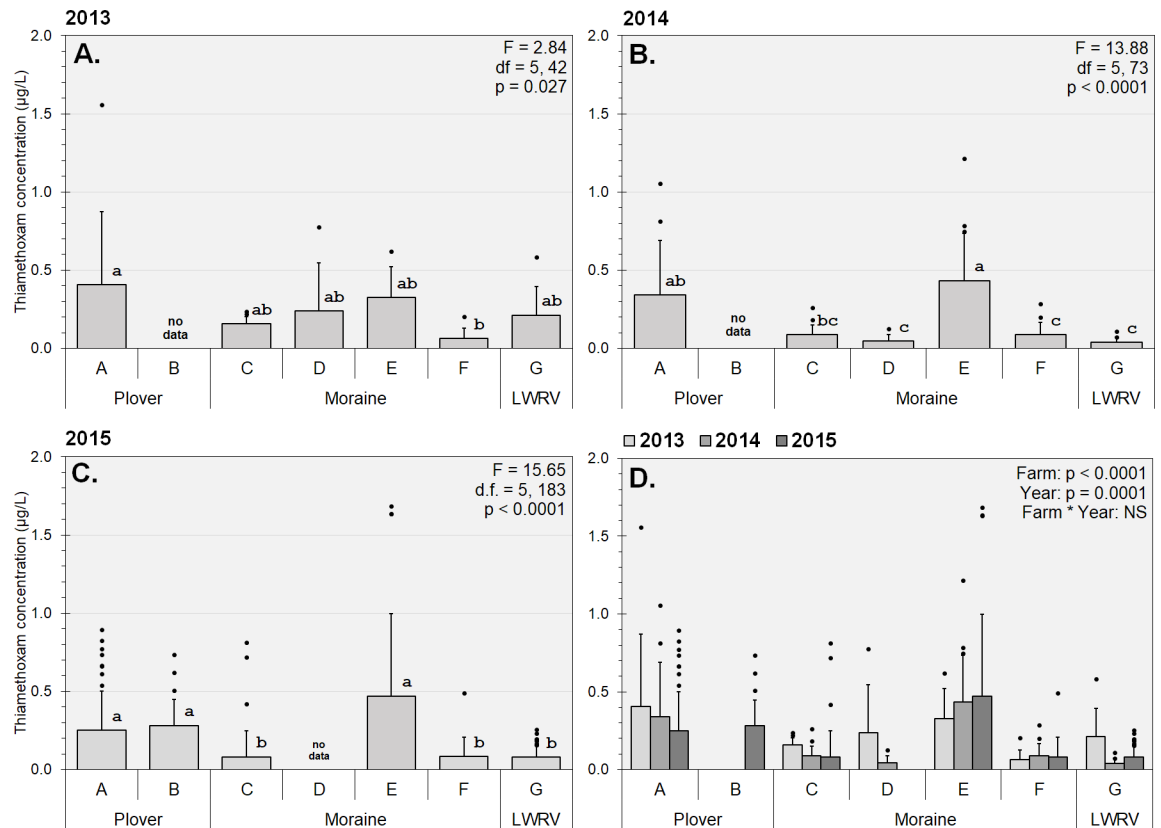 2013
A.
F = 2.84
df = 5, 42
p = 0.027
Thiamethoxam concentration (µg/L)
2.0
1.5
1.0
0.5
0.0
a
no
data
ab
ab
ab
b
ab
A B C D E F G
Plover Moraine LWRV
2014
B.
F = 13.88
df = 5, 73
p < 0.0001
2.0
1.5
1.0
0.5
0.0
ab
no
data
bc
c
a
c
c
A B C D E F G
Plover Moraine LWRV
2015
C.
F = 15.65
d.f. = 5, 183
p < 0.0001
Thiamethoxam concentration (µg/L)
2.0
1.5
1.0
0.5
0.0
a
a
b
no
data
a
b
b
A B C D E F G
Plover Moraine LWRV
2013 2014 2015
D.
Farm: p < 0.0001
Year: p = 0.0001
Farm * Year: NS
2.0
1.5
1.0
0.5
0.0
A B C D E F G
Plover Moraine LWRV